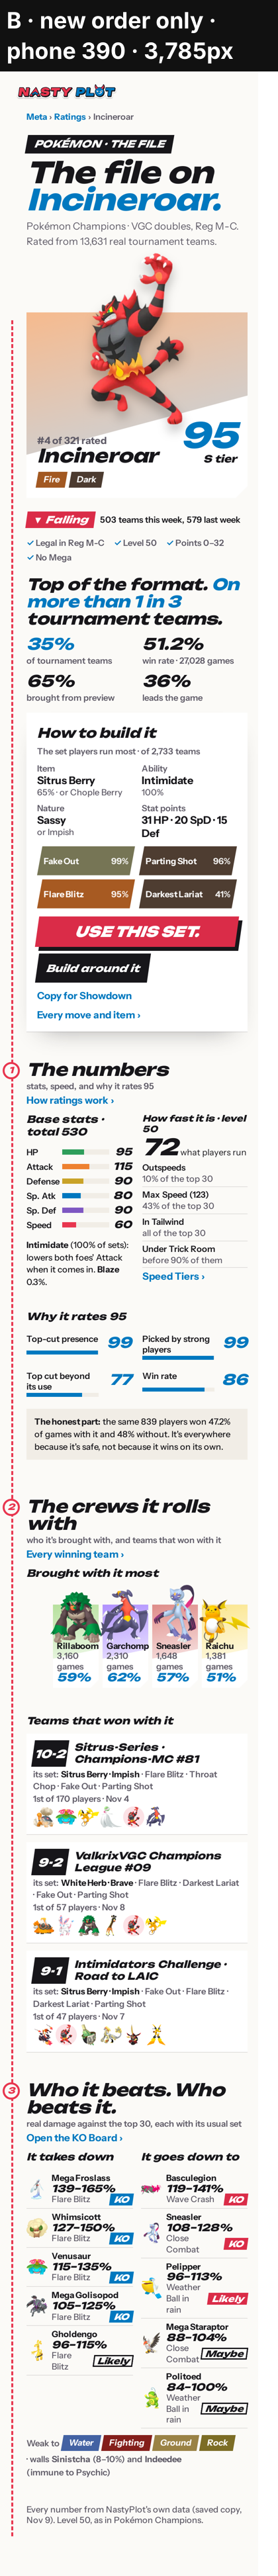 B · new order only ·
phone 390 · 3,785px
NASTY PLOT
Meta › Ratings › Incineroar
POKÉMON · THE FILE
The file on
Incineroar.
Pokémon Champions · VGC doubles, Reg M-C.
Rated from 13,631 real tournament teams.
#4 of 321 rated
Incineroar
95
S tier
Fire Dark
▼ Falling 503 teams this week, 579 last week
✓ Legal in Reg M-C ✓ Level 50 ✓ Points 0–32
✓ No Mega
Top of the format. On
more than 1 in 3
tournament teams.
35% 51.2%
of tournament teams win rate · 27,028 games
65% 36%
brought from preview leads the game
How to build it
The set players run most · of 2,733 teams
Item Ability
Sitrus Berry Intimidate
65% · or Chople Berry 100%
Nature Stat points
Sassy 31 HP · 20 SpD · 15
or Impish Def
Fake Out 99% Parting Shot 96%
Flare Blitz 95% Darkest Lariat 41%
USE THIS SET.
Build around it
Copy for Showdown
Every move and item ›
1 The numbers
stats, speed, and why it rates 95
How ratings work ›
Base stats ·
total 530
HP 95
Attack 115
Defense 90
Sp. Atk 80
Sp. Def 90
Speed 60
Intimidate (100% of sets):
lowers both foes' Attack
when it comes in. Blaze
0.3%.
How fast it is · level
50
72 what players run
Outspeeds
10% of the top 30
Max Speed (123)
43% of the top 30
In Tailwind
all of the top 30
Under Trick Room
before 90% of them
Speed Tiers ›
Why it rates 95
Top-cut presence 99
Picked by strong
players 99
Top cut beyond
its use 77
Win rate 86
The honest part: the same 839 players won 47.2%
of games with it and 48% without. It's everywhere
because it's safe, not because it wins on its own.
2 The crews it rolls
with
who it's brought with, and teams that won with it
Every winning team ›
Brought with it most
Rillaboom Garchomp Sneasler Raichu
3,160 2,310 1,648 1,381
games games games games
59% 62% 57% 51%
Teams that won with it
10-2 Sitrus-Series ·
Champions-MC #81
its set: Sitrus Berry · Impish · Flare Blitz · Throat
Chop · Fake Out · Parting Shot
1st of 170 players · Nov 4
9-2 ValkrixVGC Champions
League #09
its set: White Herb · Brave · Flare Blitz · Darkest Lariat
· Fake Out · Parting Shot
1st of 57 players · Nov 8
9-1 Intimidators Challenge ·
Road to LAIC
its set: Sitrus Berry · Impish · Fake Out · Flare Blitz ·
Darkest Lariat · Parting Shot
1st of 47 players · Nov 7
3 Who it beats. Who
beats it.
real damage against the top 30, each with its usual set
Open the KO Board ›
It takes down
Mega Froslass
139–165%
Flare Blitz KO
Whimsicott
127–150%
Flare Blitz KO
Venusaur
115–135%
Flare Blitz KO
Mega Golisopod
105–125%
Flare Blitz KO
Gholdengo
96–115%
Flare
Blitz Likely
It goes down to
Basculegion
119–141%
Wave Crash KO
Sneasler
108–128%
Close
Combat KO
Pelipper
96–113%
Weather
Ball in
rain Likely
Mega Staraptor
88–104%
Close
Combat Maybe
Politoed
84–100%
Weather
Ball in
rain Maybe
Weak to Water Fighting Ground Rock
· walls Sinistcha (8–10%) and Indeedee
(immune to Psychic)
Every number from NastyPlot's own data (saved copy,
Nov 9). Level 50, as in Pokémon Champions.